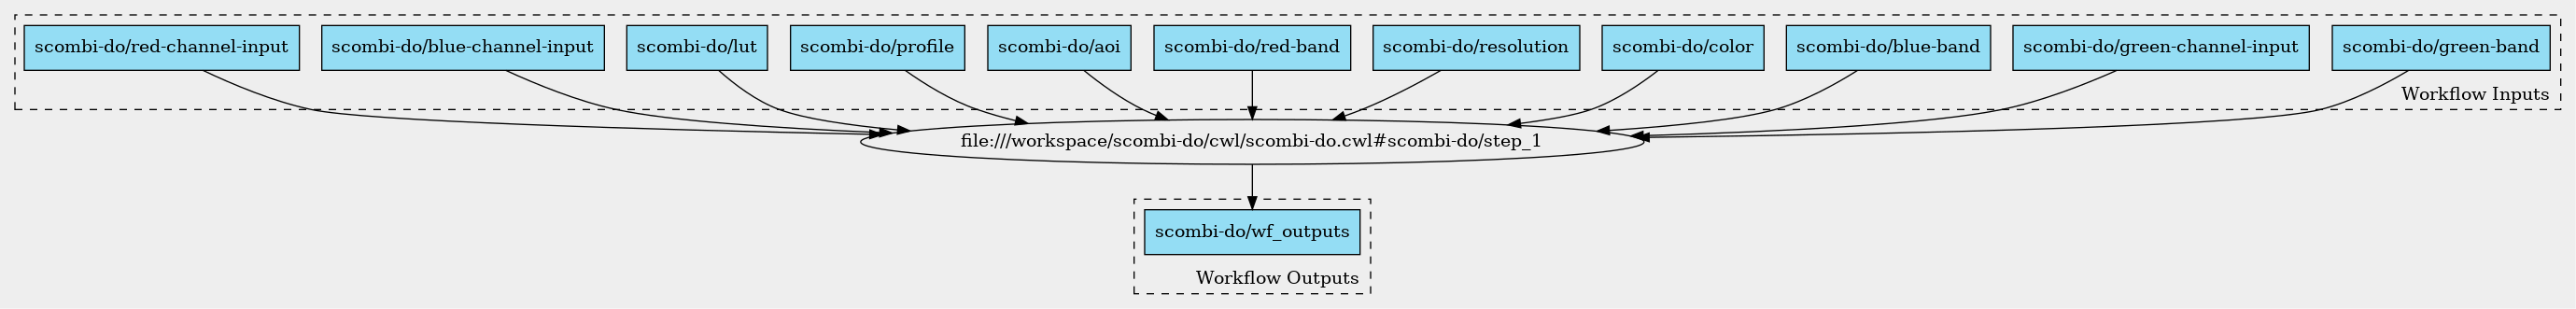 scombi-do/red-channel-input
scombi-do/blue-channel-input
scombi-do/lut
scombi-do/profile
scombi-do/aoi
scombi-do/red-band
scombi-do/resolution
scombi-do/color
scombi-do/blue-band
scombi-do/green-channel-input
scombi-do/green-band
Workflow Inputs
file:///workspace/scombi-do/cwl/scombi-do.cwl#scombi-do/step_1
scombi-do/wf_outputs
Workflow Outputs